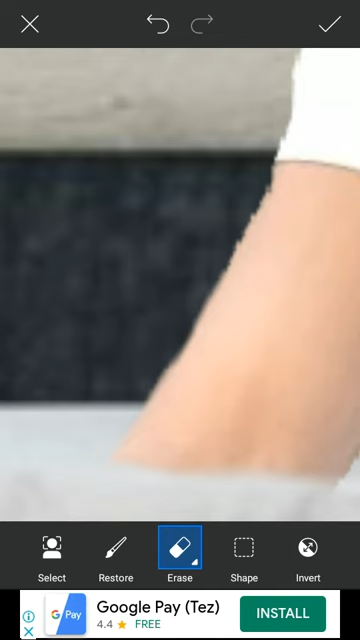 Select
Restore
Erase
Shape
Invert
G Pay
Google Pay (Tez)
4.4 ★ FREE
INSTALL